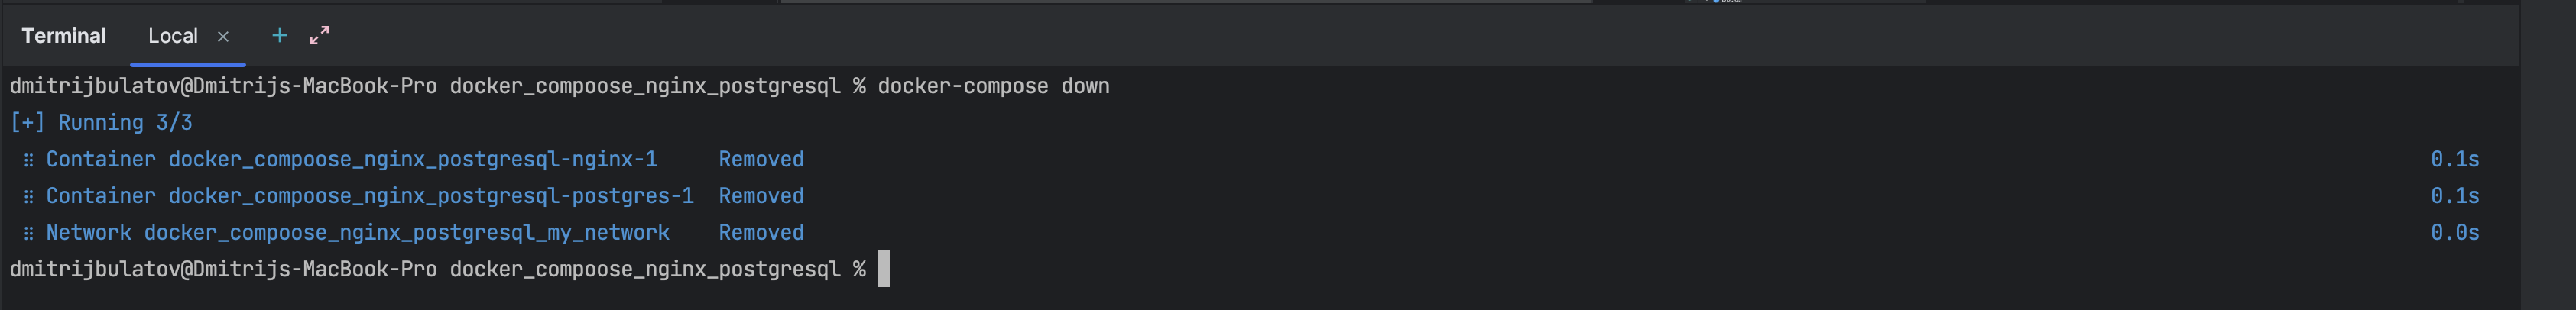 Terminal Local × +
dmitrijbulatov@Dmitrijs-MacBook-Pro docker_compoose_nginx_postgresql % docker-compose down
[+] Running 3/3
⠿ Container docker_compoose_nginx_postgresql-nginx-1 Removed 0.1s
⠿ Container docker_compoose_nginx_postgresql-postgres-1 Removed 0.1s
⠿ Network docker_compoose_nginx_postgresql_my_network Removed 0.0s
dmitrijbulatov@Dmitrijs-MacBook-Pro docker_compoose_nginx_postgresql %